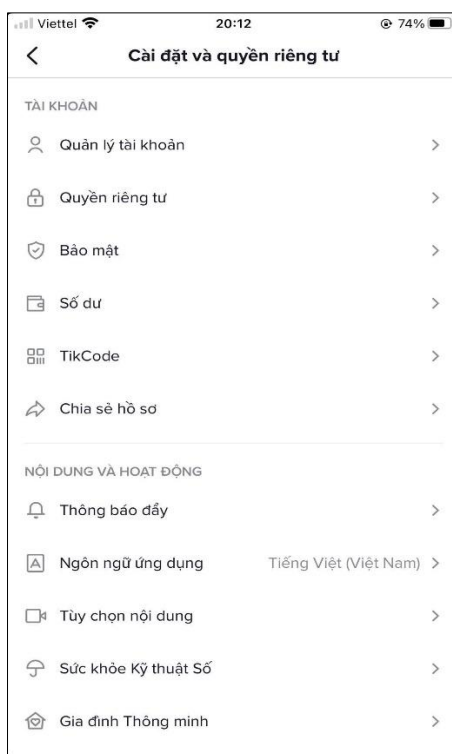 Viettel 20:12 74%
Cài đặt và quyền riêng tư
TÀI KHOẢN
Quản lý tài khoản
Quyền riêng tư
Bảo mật
Số dư
TikCode
Chia sẻ hồ sơ
NỘI DUNG VÀ HOẠT ĐỘNG
Thông báo đẩy
Ngôn ngữ ứng dụng Tiếng Việt (Việt Nam)
Tùy chọn nội dung
Sức khỏe Kỹ thuật Số
Gia đình Thông minh